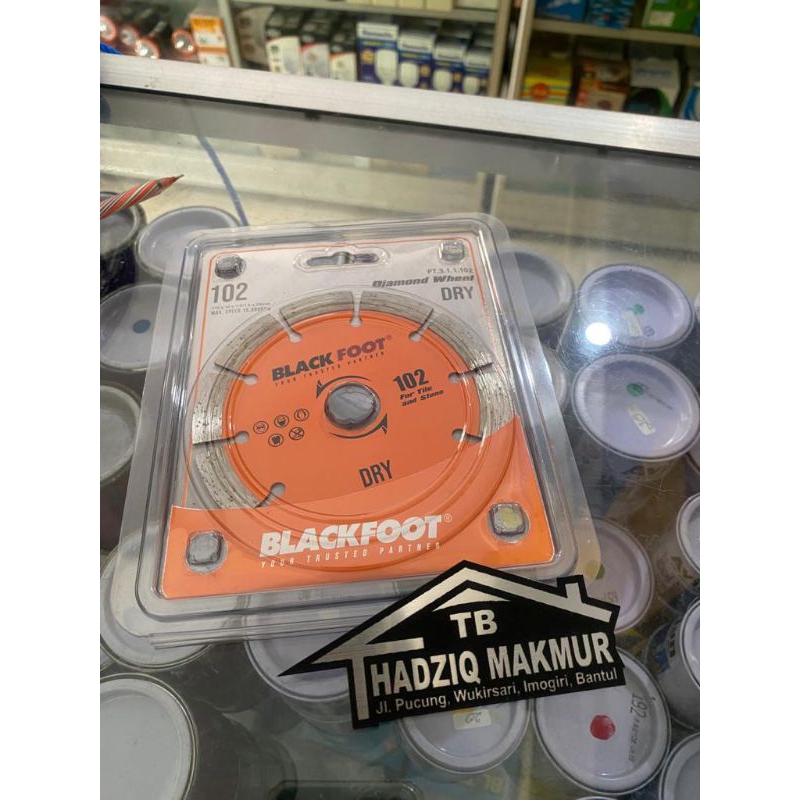 102
PT.3.1.1.102
Diamond Wheel
DRY
BLACK FOOT®
YOUR TRUSTED PARTNER
102
For Tile
and Stone
DRY
BLACKFOOT®
YOUR TRUSTED PARTNER
TB
HADZIQ MAKMUR
Jl. Pucung, Wukirsari, Imogiri, Bantul
192